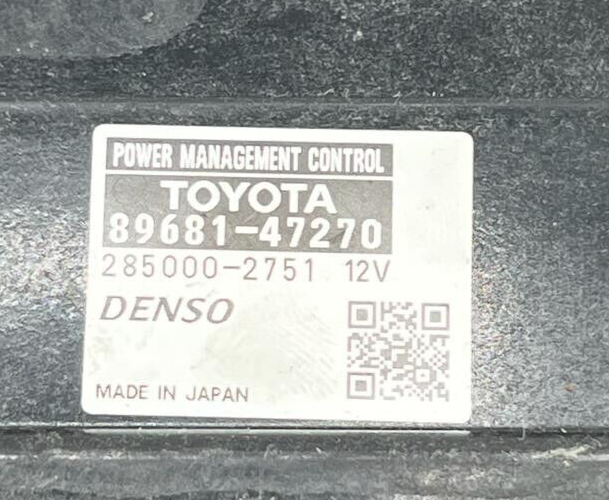 POWER MANAGEMENT CONTROL
TOYOTA
89681-47270
285000-2751 12V
DENSO
MADE IN JAPAN